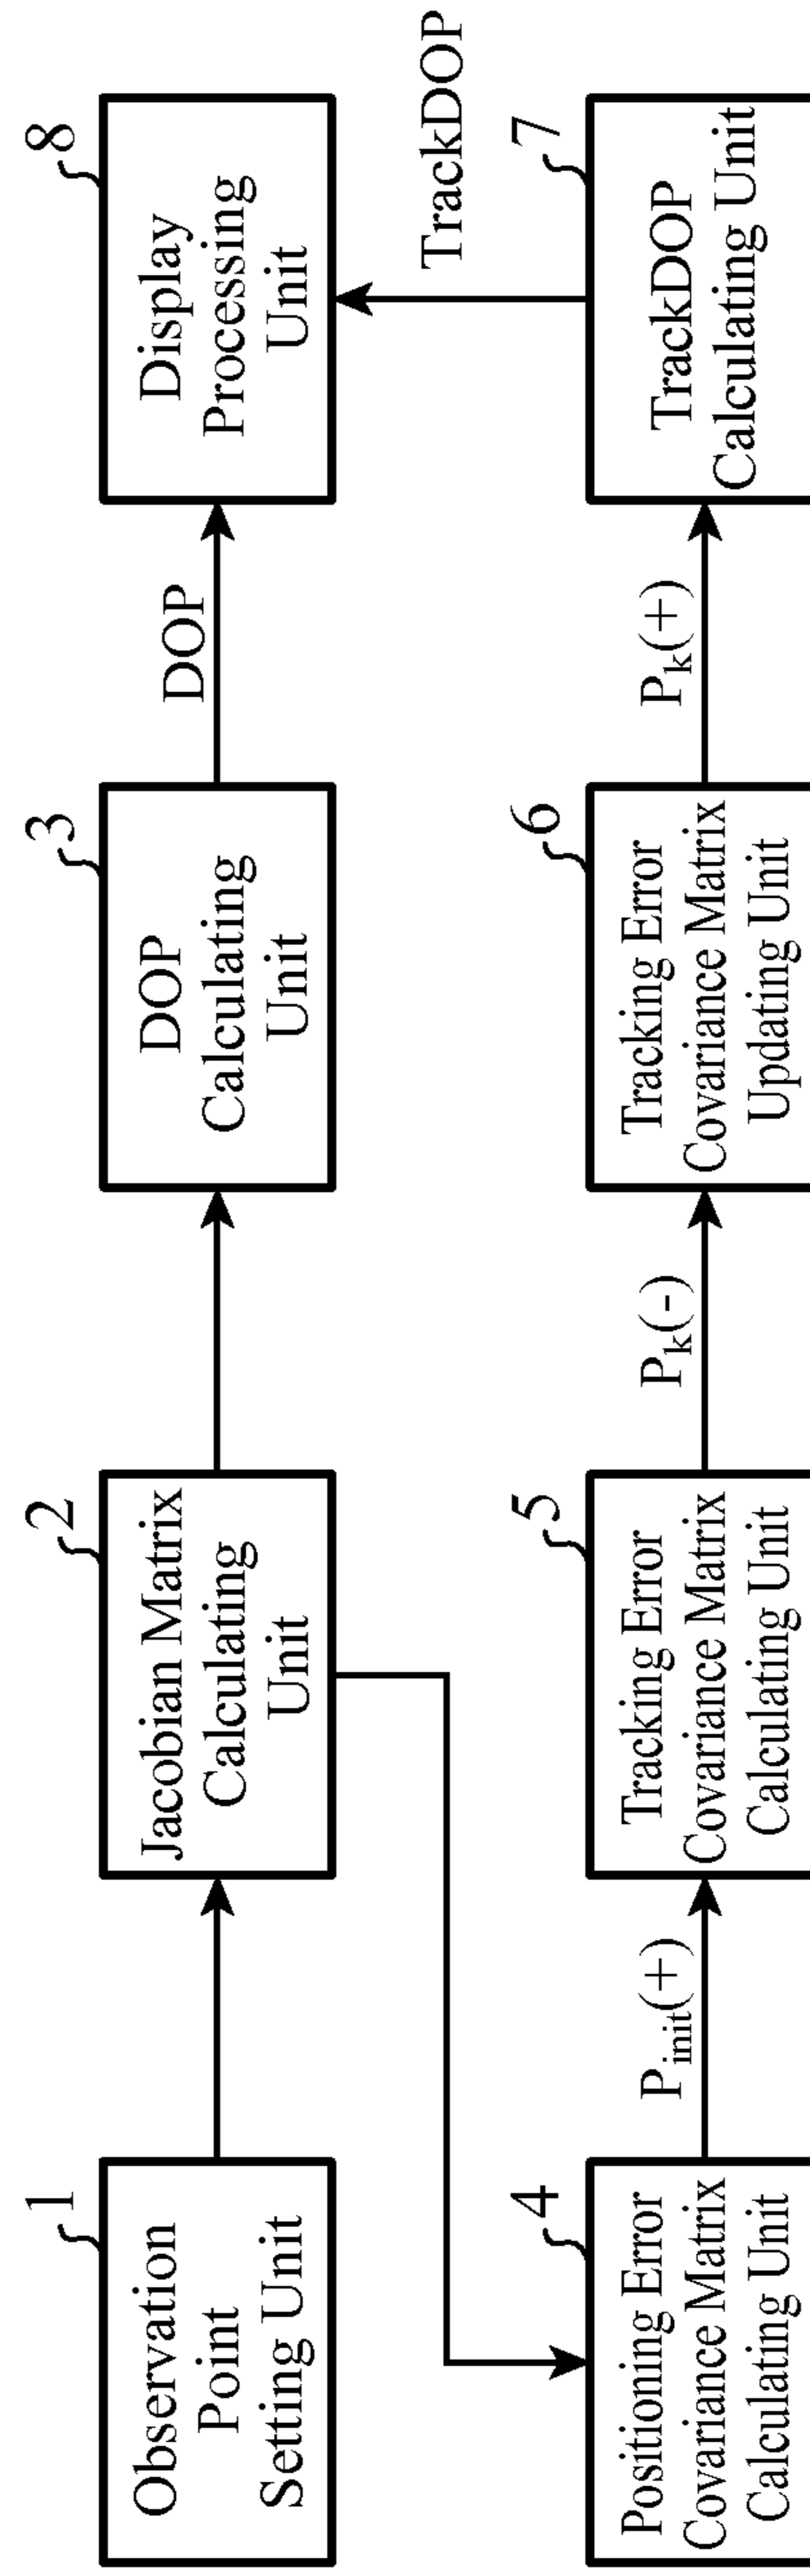 1
Observation
Point
Setting Unit
2
Jacobian Matrix
Calculating
Unit
3
DOP
Calculating
Unit
DOP
8
Display
Processing
Unit
TrackDOP
4
Positioning Error
Covariance Matrix
Calculating Unit
Pinit(+)
5
Tracking Error
Covariance Matrix
Calculating Unit
Pk(-)
6
Tracking Error
Covariance Matrix
Updating Unit
Pk(+)
7
TrackDOP
Calculating Unit